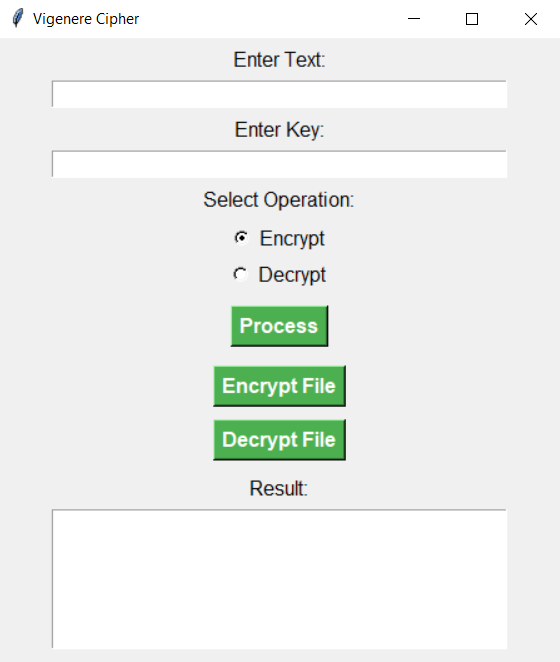 Vigenere Cipher
Enter Text:
Enter Key:
Select Operation:
Encrypt
Decrypt
Process
Encrypt File
Decrypt File
Result: